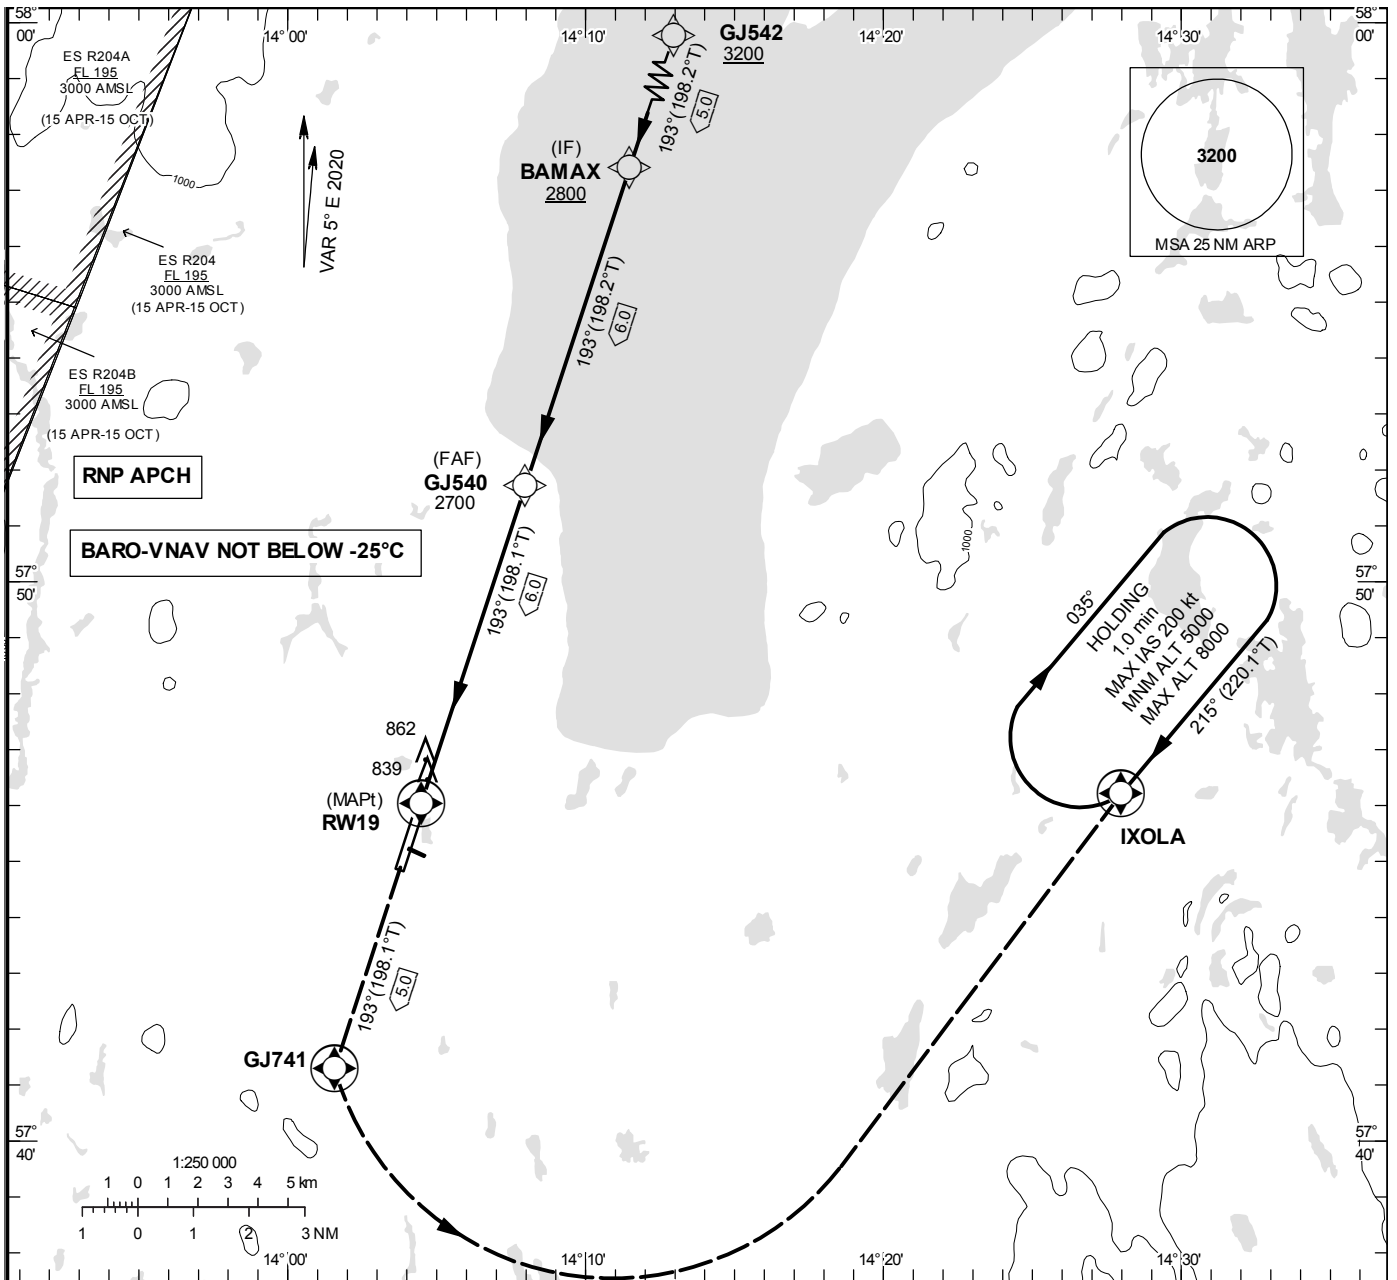 58°
00'
14° 00'
14° 10'
14° 20'
14° 30'
58°
00'
GJ542
3200
193°(198.2°T)
5.0
ES R204A
FL 195
3000 AMSL
(15 APR-15 OCT)
1000
VAR 5° E 2020
(IF)
BAMAX
2800
3200
MSA 25 NM ARP
ES R204
FL 195
3000 AMSL
(15 APR-15 OCT)
193°(198.2°T)
6.0
ES R204B
FL 195
3000 AMSL
(15 APR-15 OCT)
RNP APCH
(FAF)
GJ540
2700
BARO-VNAV NOT BELOW -25°C
193°(198.1°T)
6.0
1000
57°
50'
57°
50'
035°
HOLDING
1.0 min
MAX IAS 200 kt
MNM ALT 5000
MAX ALT 8000
215° (220.1°T)
862
839
(MAPt)
RW19
IXOLA
193°(198.1°T)
5.0
GJ741
57°
40'
57°
40'
1:250 000
1 0 1 2 3 4 5 km
1 0 1 2 3 NM
14° 00'
14° 10'
14° 20'
14° 30'